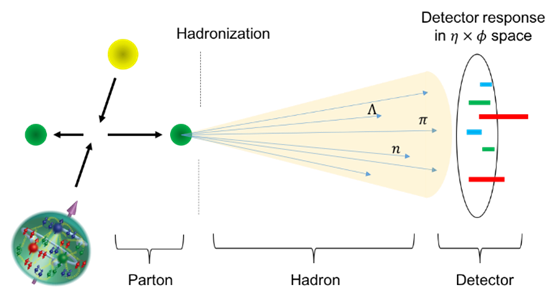 Detector response
in η × ϕ space
Hadronization
Λ
π
n
Parton
Hadron
Detector